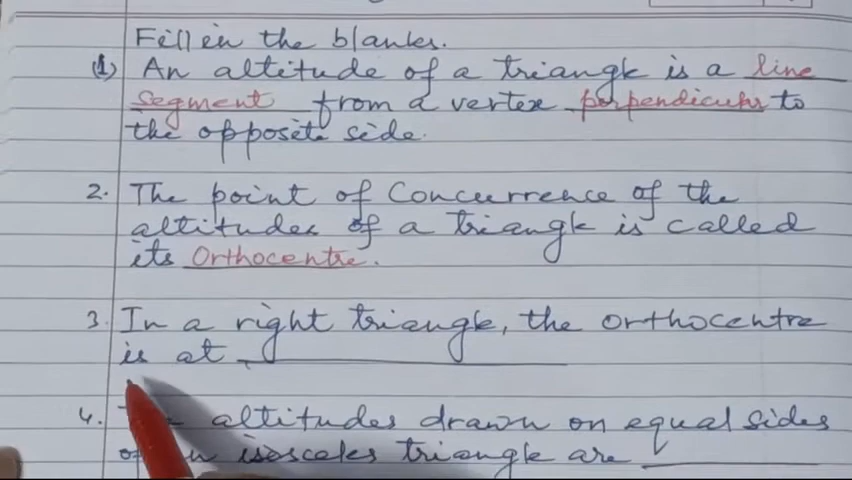 Fill in the blanks.
(1) An altitude of a triangle is a line
segment from a vertex perpendicular to
the opposite side.
2. The point of Concurrence of the
altitudes of a triangle is called
its Orthocentre.
3. In a right triangle, the orthocentre
is at
4. altitudes drawn on equal sides
isosceles triangle are